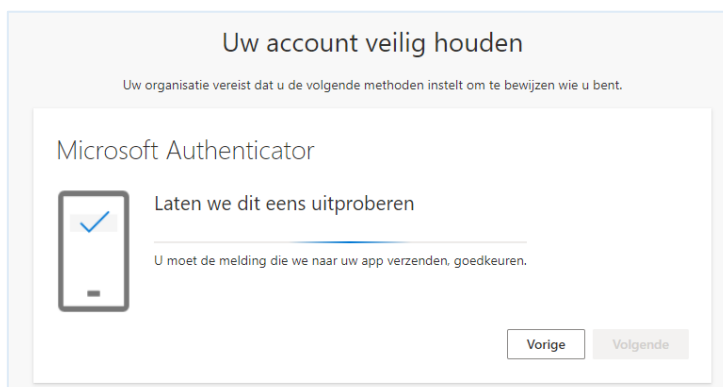 Uw account veilig houden
Uw organisatie vereist dat u de volgende methoden instelt om te bewijzen wie u bent.
Microsoft Authenticator
Laten we dit eens uitproberen
U moet de melding die we naar uw app verzenden, goedkeuren.
Vorige Volgende